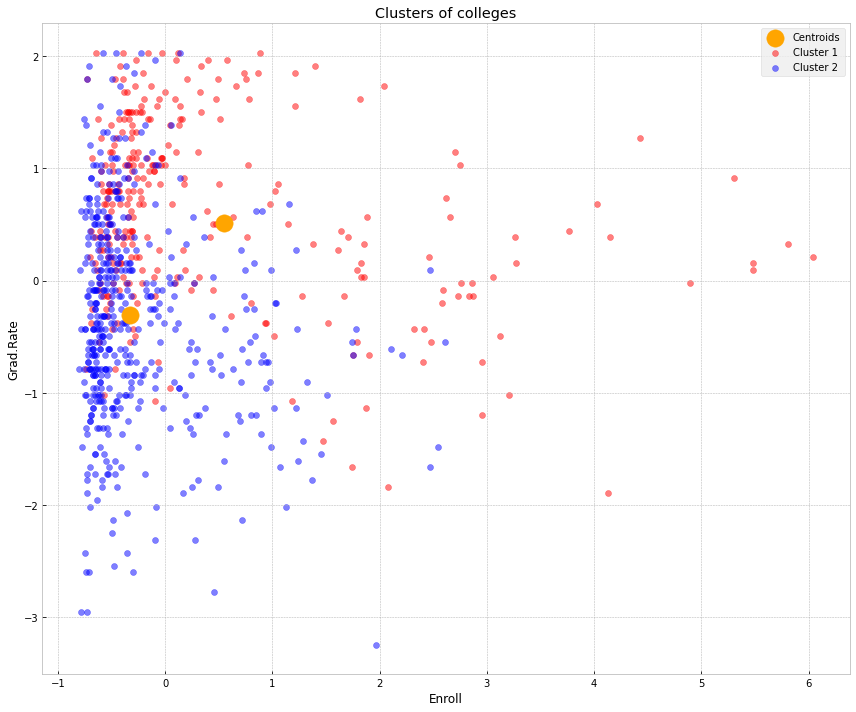 Clusters of colleges
Centroids
Cluster 1
Cluster 2
2
1
0
−1
−2
−3
Grad.Rate
−1 0 1 2 3 4 5 6
Enroll